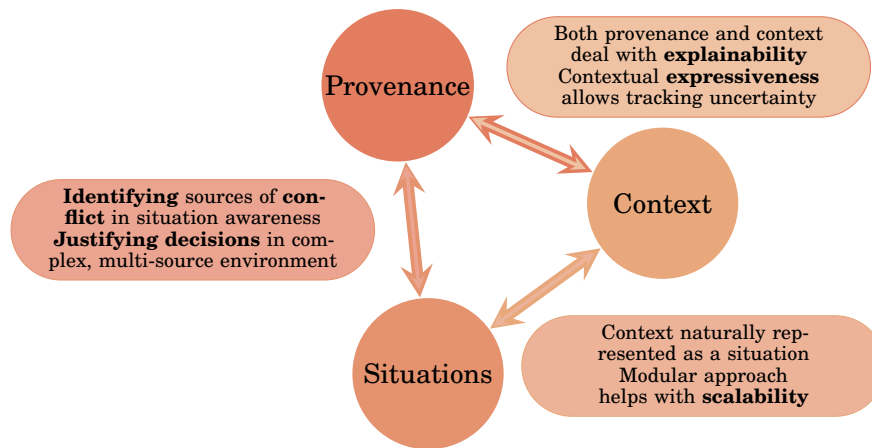 Both provenance and context
deal with explainability
Contextual expressiveness
allows tracking uncertainty
Provenance
Context
Identifying sources of con-
flict in situation awareness
Justifying decisions in com-
plex, multi-source environment
Situations
Context naturally rep-
resented as a situation
Modular approach
helps with scalability